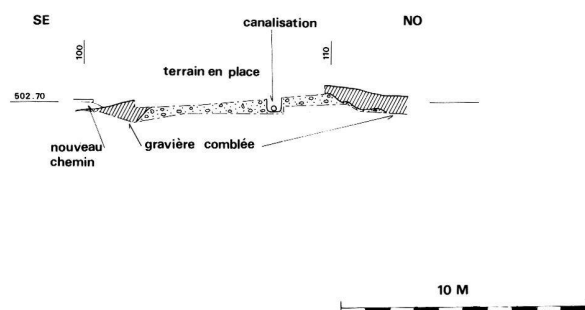 SE
canalisation
NO
100
110
terrain en place
502.70
nouveau
chemin
gravière comblée
10 M